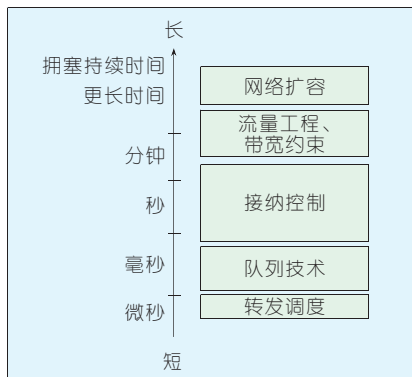 长
拥塞持续时间
更长时间
网络扩容
流量工程、
带宽约束
分钟
秒
接纳控制
毫秒
队列技术
微秒
转发调度
短